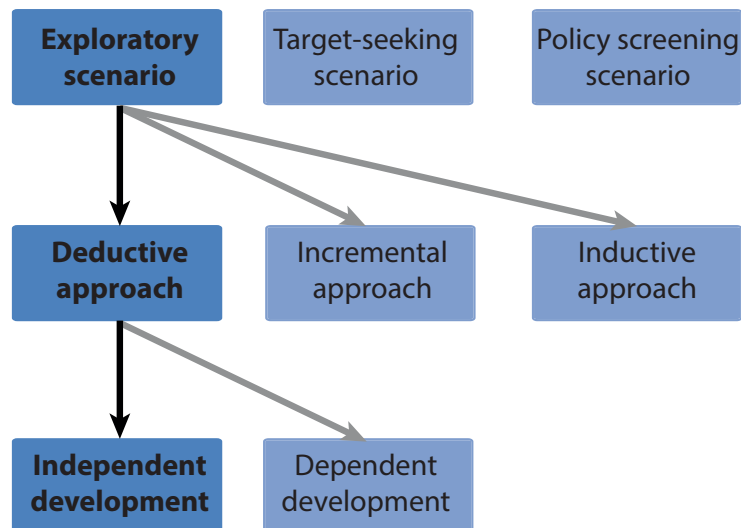 Exploratory
scenario
Target-seeking
scenario
Policy screening
scenario
Deductive
approach
Incremental
approach
Inductive
approach
Independent
development
Dependent
development